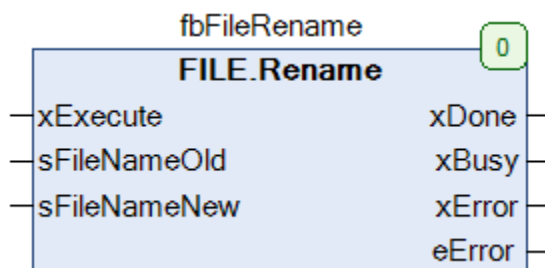 fbFileRename
0
FILE.Rename
xExecute xDone
sFileNameOld xBusy
sFileNameNew xError
eError